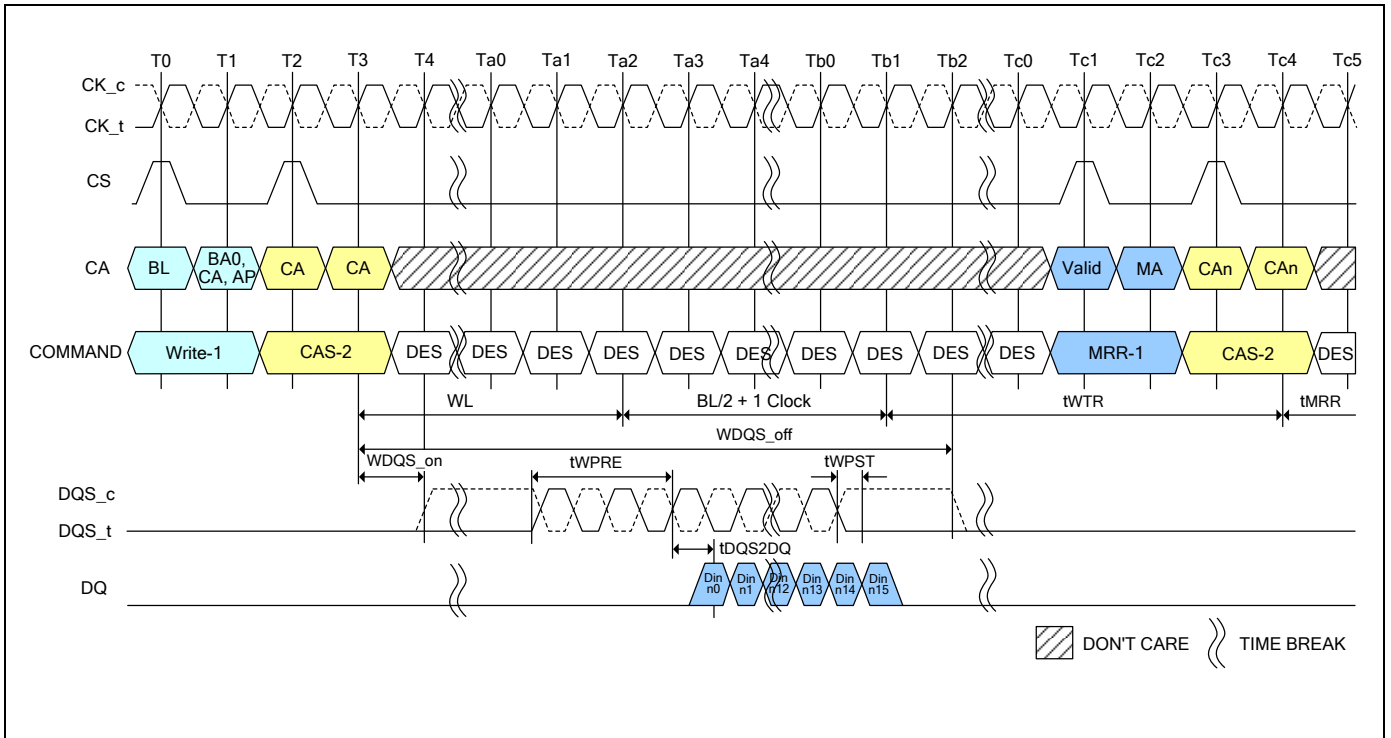 T0 T1 T2 T3 T4 Ta0 Ta1 Ta2 Ta3 Ta4 Tb0 Tb1 Tb2 Tc0 Tc1 Tc2 Tc3 Tc4 Tc5
CK_c
CK_t
CS
CA BL BA0, CA, AP CA CA Valid MA CAn CAn
COMMAND Write-1 CAS-2 DES DES DES DES DES DES DES DES DES DES MRR-1 CAS-2 DES
WL BL/2 + 1 Clock tWTR tMRR
WDQS_off
WDQS_on tWPRE tWPST
DQS_c
DQS_t
tDQS2DQ
DQ Din n0 Din n1 Din n12 Din n13 Din n14 Din n15
DON'T CARE TIME BREAK